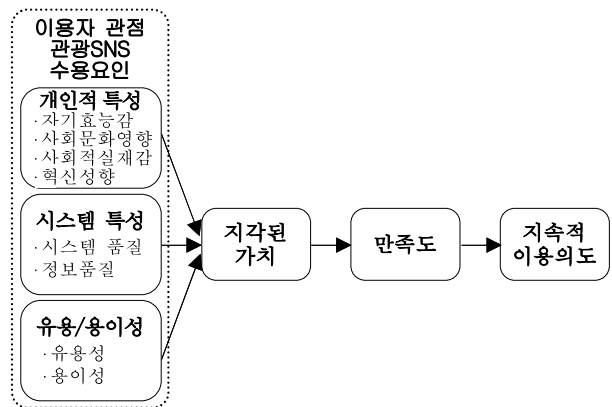 이용자 관점
관광SNS
수용요인
개인적 특성
·자기효능감
·사회문화영향
·사회적실재감
·혁신성향
시스템 특성
·시스템 품질
·정보품질
유용/용이성
·유용성
·용이성
지각된
가치
만족도
지속적
이용의도